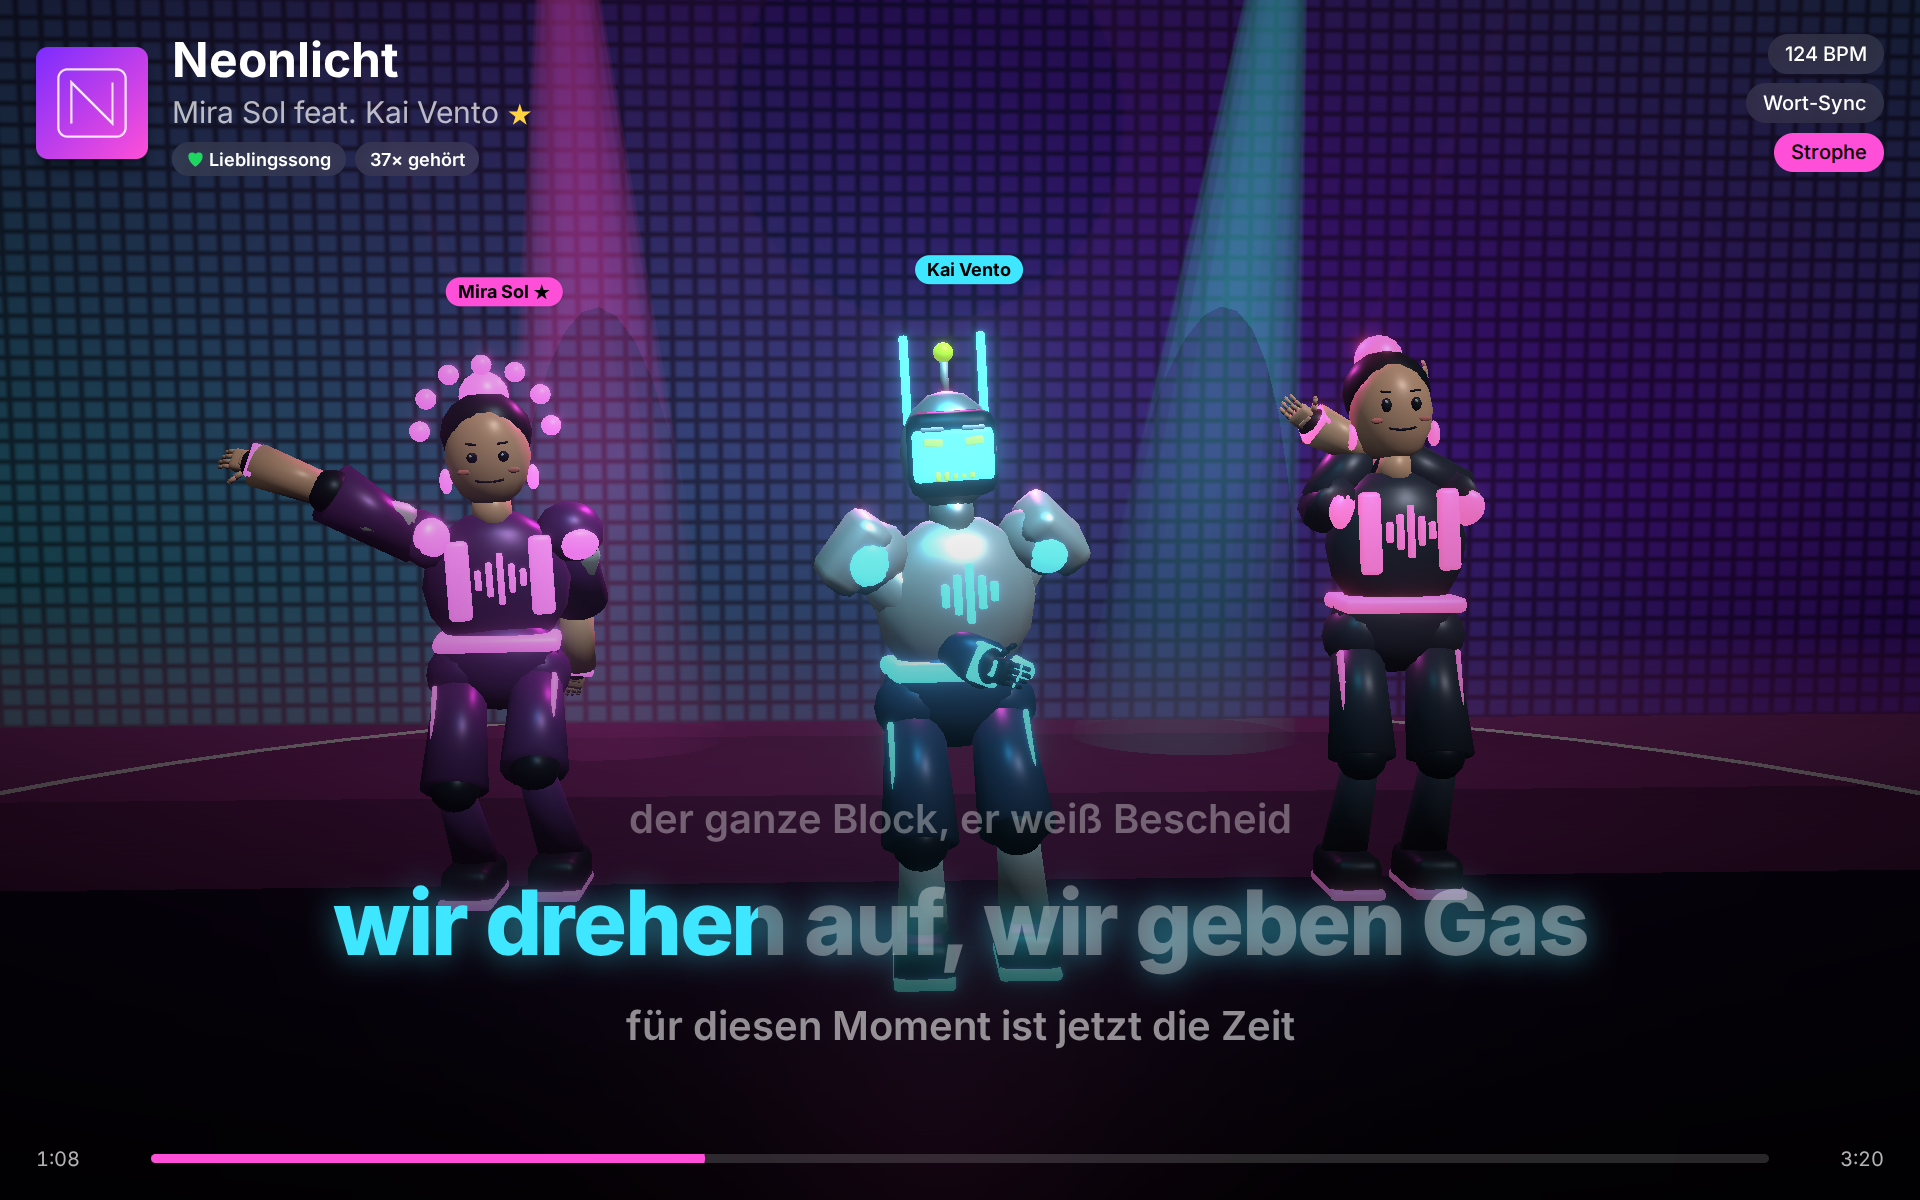 N
Neonlicht
Mira Sol feat. Kai Vento ★
Lieblingssong
37× gehört
124 BPM
Wort-Sync
Strophe
Mira Sol ★
Kai Vento
der ganze Block, er weiß Bescheid
wir drehen auf, wir geben Gas
für diesen Moment ist jetzt die Zeit
1:08
3:20